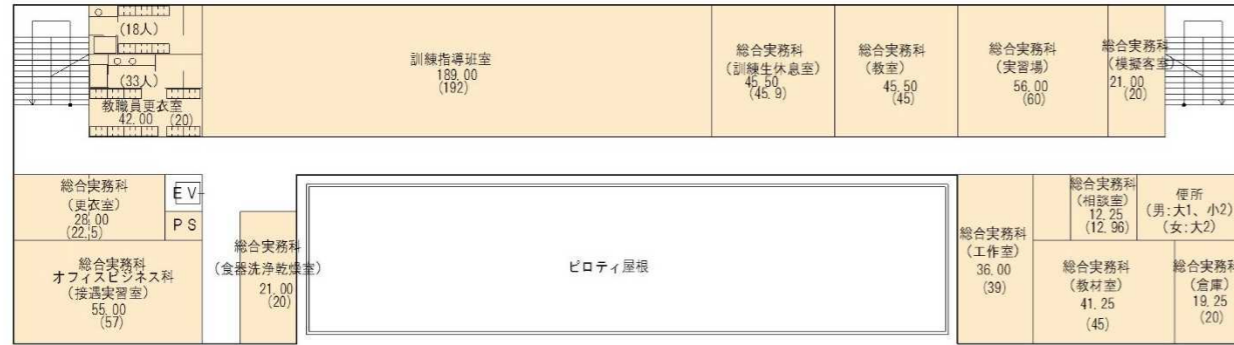 (18人)
(33人)
教職員更衣室
42.00 (20)
訓練指導班室
189.00
(192)
総合実務科
(訓練生休息室)
45.50
(45.9)
総合実務科
(教室)
45.50
(45)
総合実務科
(実習場)
56.00
(60)
総合実務科
(模擬客室)
21.00
(20)
総合実務科
(更衣室)
28.00
(22.5)
EV
PS
総合実務科
オフィスビジネス科
(接遇実習室)
55.00
(57)
総合実務科
(食器洗浄乾燥室)
21.00
(20)
ピロティ屋根
総合実務科
(工作室)
36.00
(39)
総合実務科
(相談室)
12.25
(12.96)
便所
(男:大1、小2)
(女:大2)
総合実務科
(教材室)
41.25
(45)
総合実務科
(倉庫)
19.25
(20)